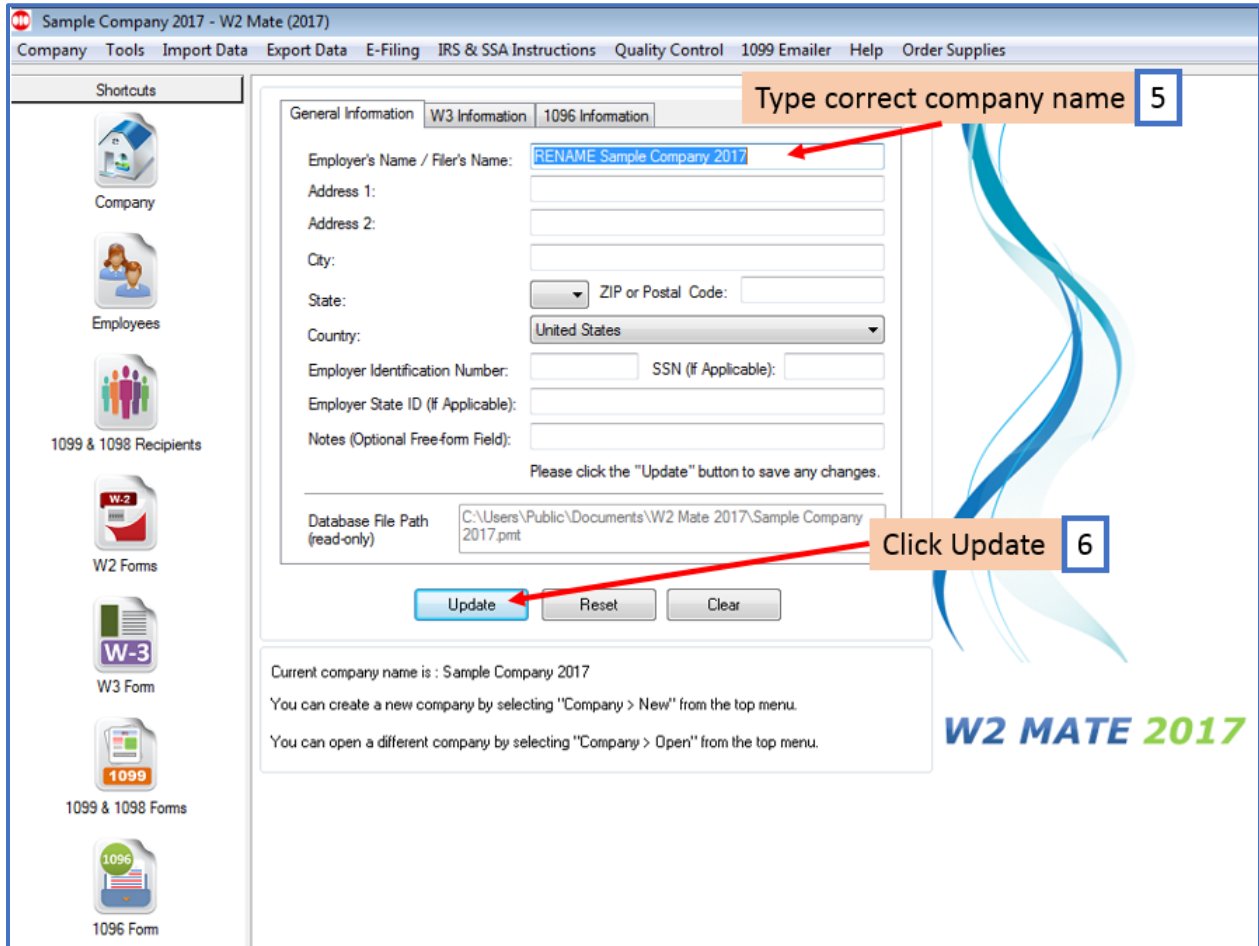 Sample Company 2017 - W2 Mate (2017)
Company Tools Import Data Export Data E-Filing IRS & SSA Instructions Quality Control 1099 Emailer Help Order Supplies
Shortcuts
Company
Employees
1099 & 1098 Recipients
W-2
W2 Forms
W-3
W3 Form
1099
1099 & 1098 Forms
1096
1096 Form
Type correct company name 5
General Information W3 Information 1096 Information
Employer's Name / Filer's Name: RENAME Sample Company 2017
Address 1:
Address 2:
City:
State: ZIP or Postal Code:
Country: United States
Employer Identification Number: SSN (If Applicable):
Employer State ID (If Applicable):
Notes (Optional Free-form Field):
Please click the "Update" button to save any changes.
Database File Path C:\Users\Public\Documents\W2 Mate 2017\Sample Company
(read-only) 2017.pmt
Click Update 6
Update Reset Clear
Current company name is : Sample Company 2017
You can create a new company by selecting "Company > New" from the top menu.
You can open a different company by selecting "Company > Open" from the top menu.
W2 MATE 2017